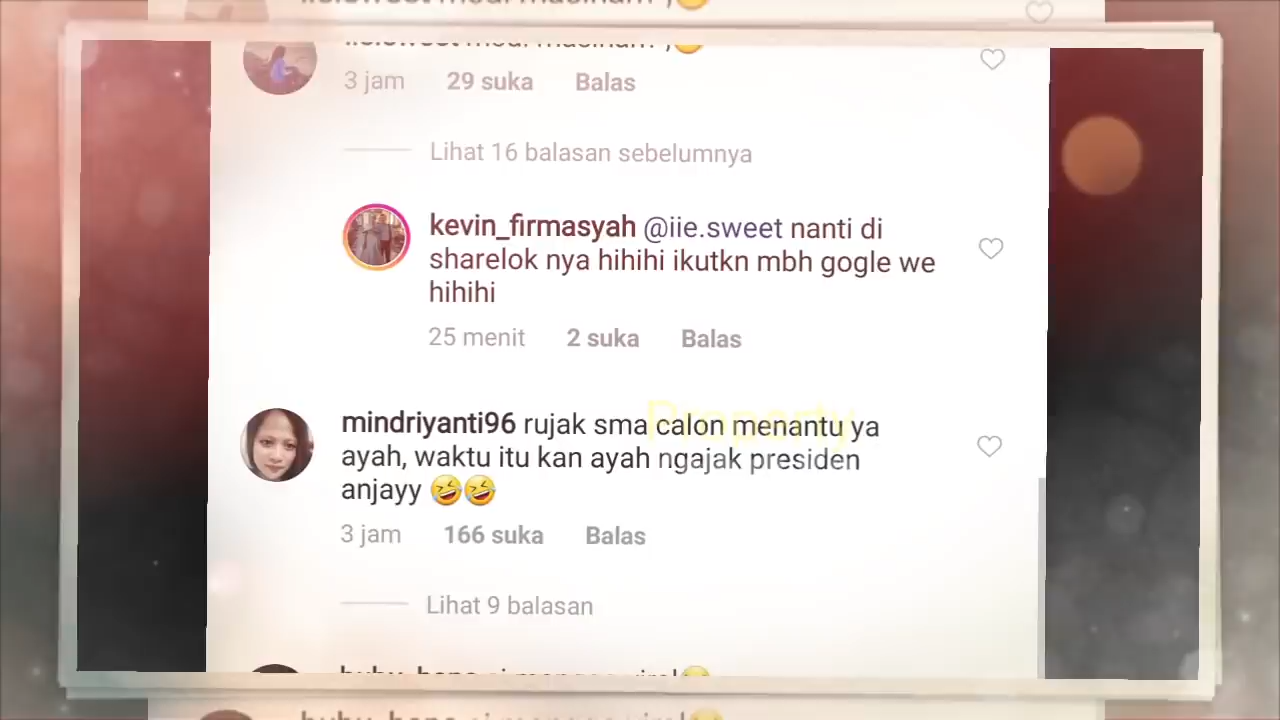 3 jam 29 suka Balas
Lihat 16 balasan sebelumnya
kevin_firmasyah @iie.sweet nanti di
sharelok nya hihihi ikutkn mbh gogle we
hihihi
25 menit 2 suka Balas
Property
mindriyanti96 rujak sma calon menantu ya
ayah, waktu itu kan ayah ngajak presiden
anjayy 🤣🤣
3 jam 166 suka Balas
Lihat 9 balasan